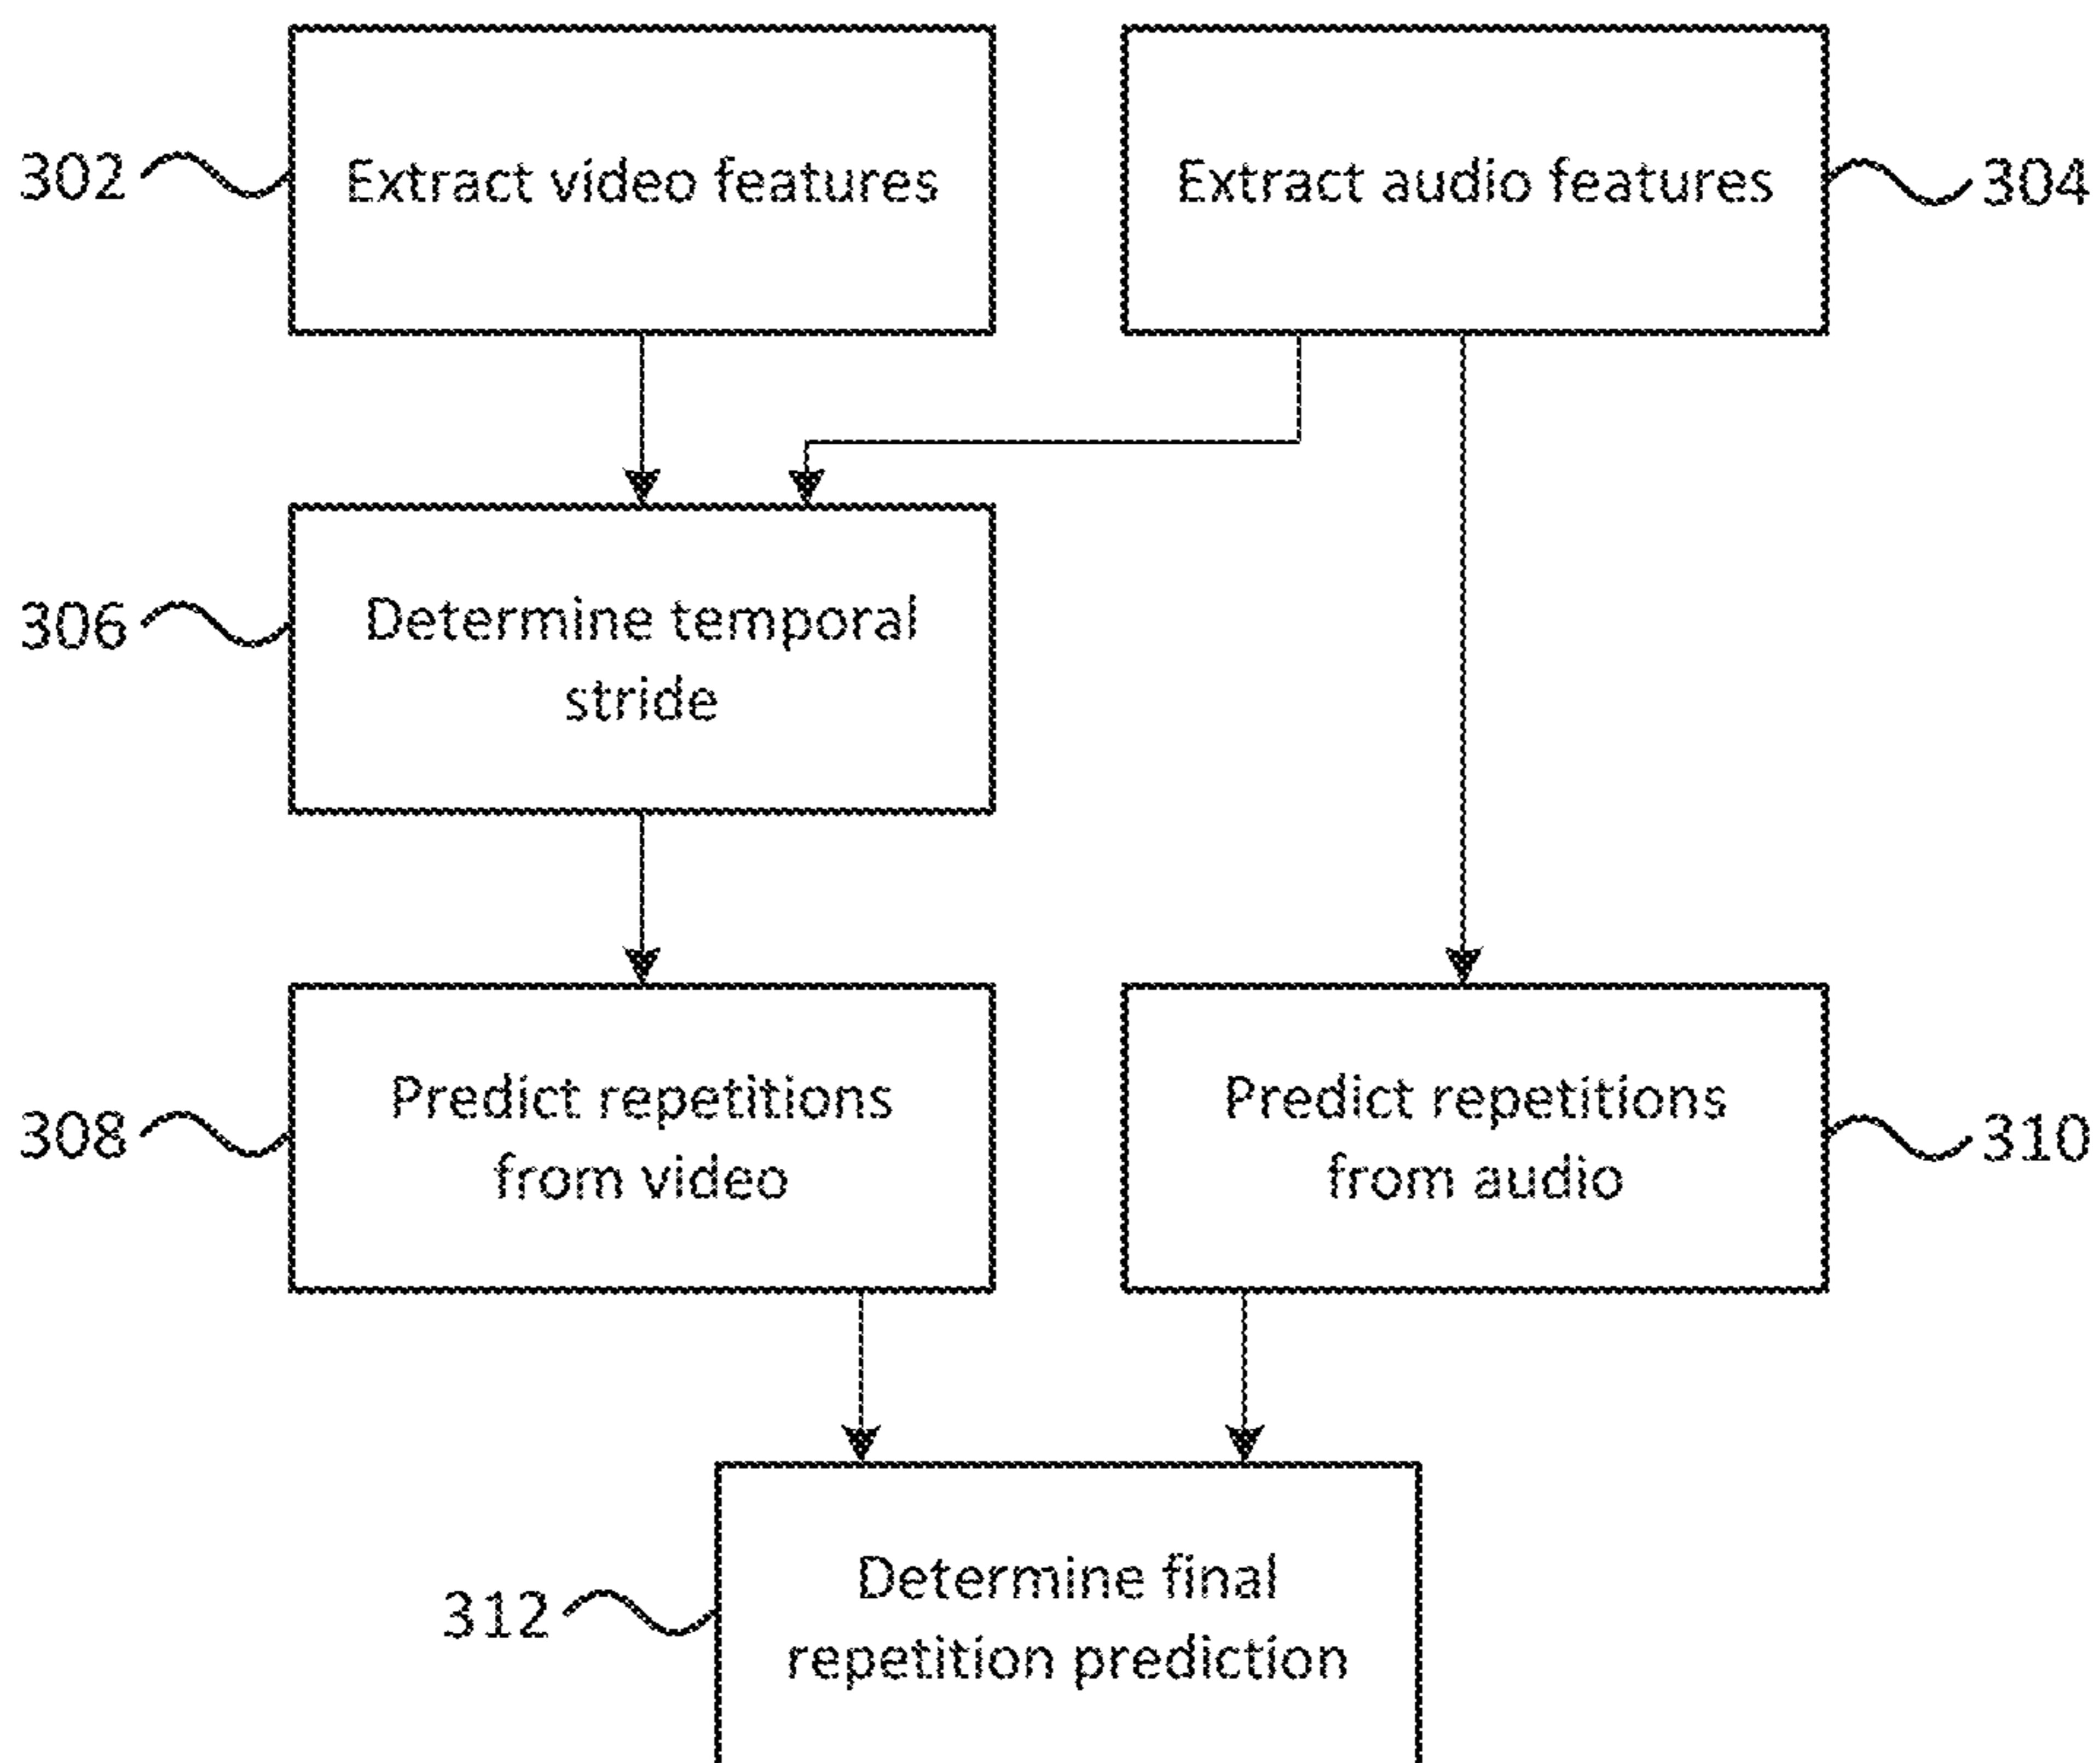 302
Extract video features
Extract audio features
304
306
Determine temporal
stride
308
Predict repetitions
from video
Predict repetitions
from audio
310
312
Determine final
repetition prediction